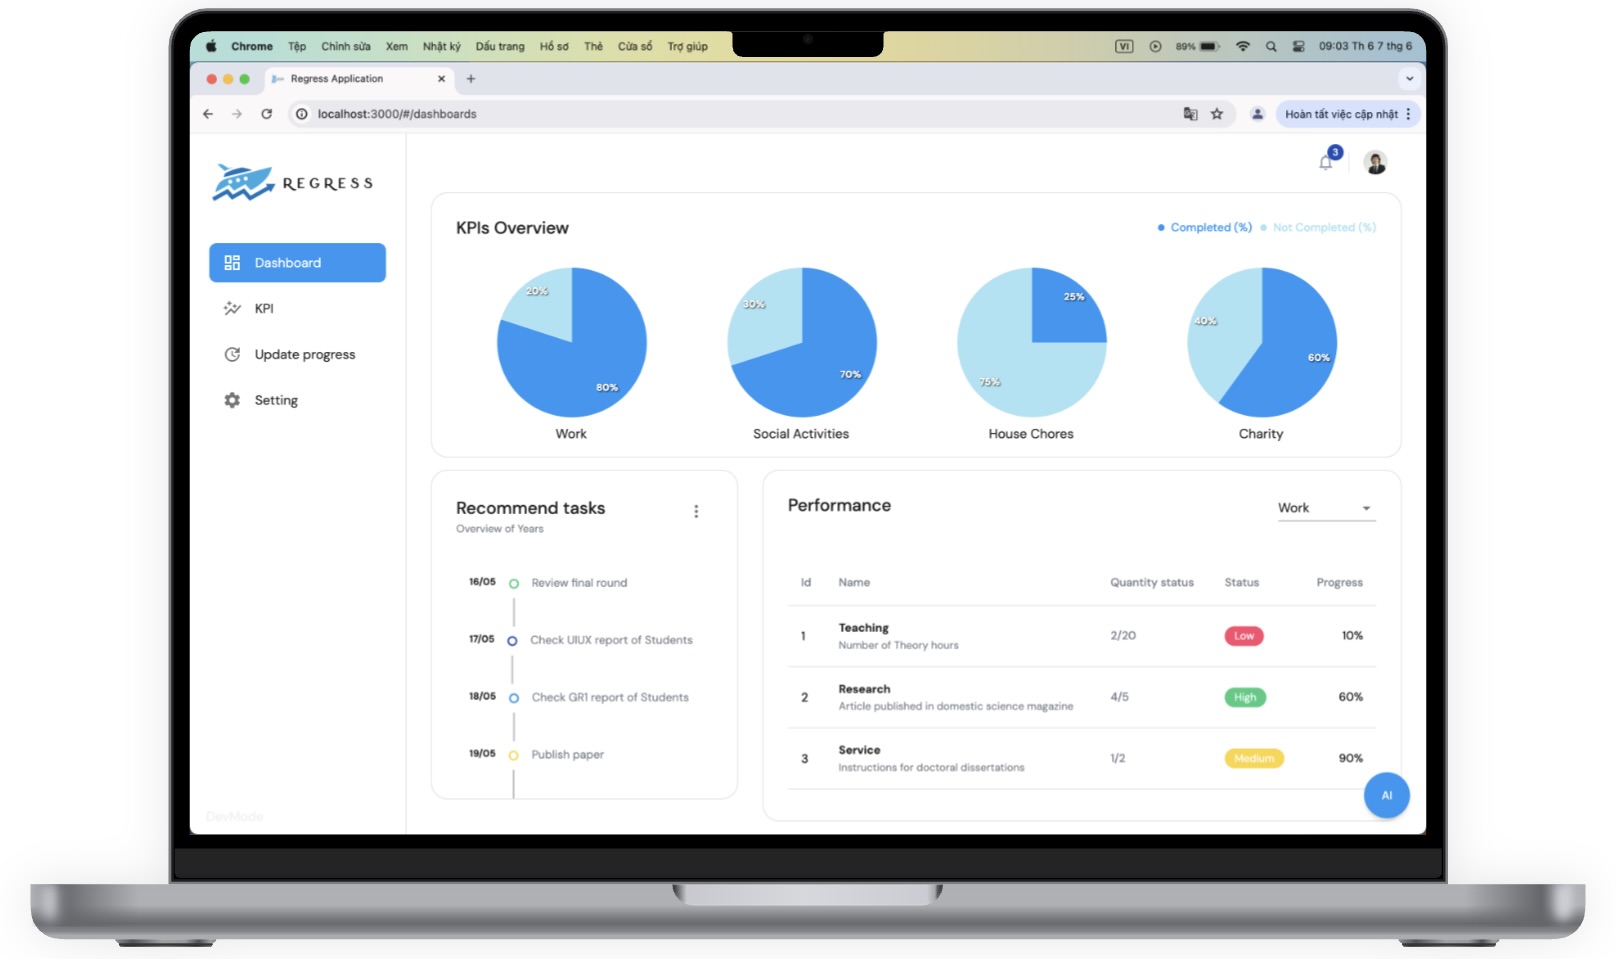 Chrome Tệp Chỉnh sửa Xem Nhật ký Dấu trang Hồ sơ Thẻ Cửa sổ Trợ giúp VI 89% 09:03 Th 6 7 thg 6
Regress Application
localhost:3000/#/dashboards Hoàn tất việc cập nhật
REGRESS
3
Dashboard
KPI
Update progress
Setting
DevMode
KPIs Overview Completed (%) Not Completed (%)
20% 80%
Work
30% 70%
Social Activities
25% 75%
House Chores
40% 60%
Charity
Recommend tasks
Overview of Years
16/05 Review final round
17/05 Check UIUX report of Students
18/05 Check GR1 report of Students
19/05 Publish paper
Performance Work
Id Name Quantity status Status Progress
1 Teaching 2/20 Low 10%
Number of Theory hours
2 Research 4/5 High 60%
Article published in domestic science magazine
3 Service 1/2 Medium 90%
Instructions for doctoral dissertations
AI